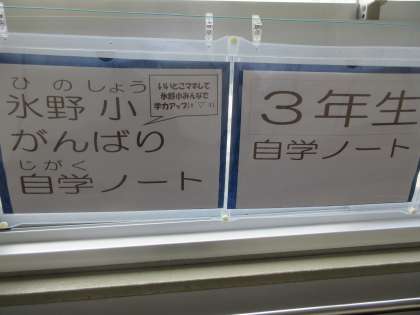 ひのしょう
氷野小
がんばり
じがく
自学ノート
いいとこマネして
氷野小みんなで
学力アップ!!
3年生
自学ノート